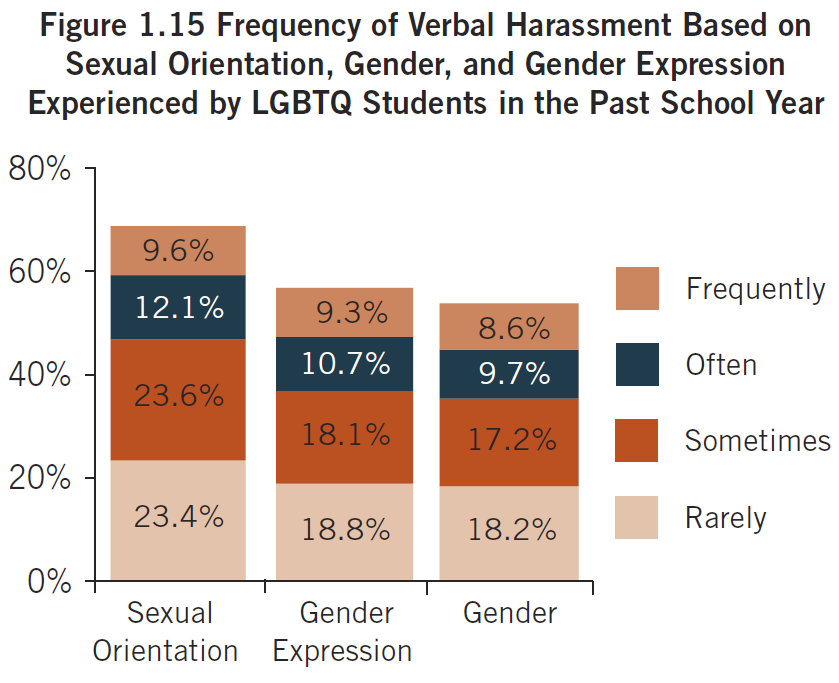 Figure 1.15 Frequency of Verbal Harassment Based on
Sexual Orientation, Gender, and Gender Expression
Experienced by LGBTQ Students in the Past School Year
80%
60%
40%
20%
0%
9.6%
12.1%
23.6%
23.4%
9.3%
10.7%
18.1%
18.8%
8.6%
9.7%
17.2%
18.2%
Sexual
Orientation
Gender
Expression
Gender
Frequently
Often
Sometimes
Rarely